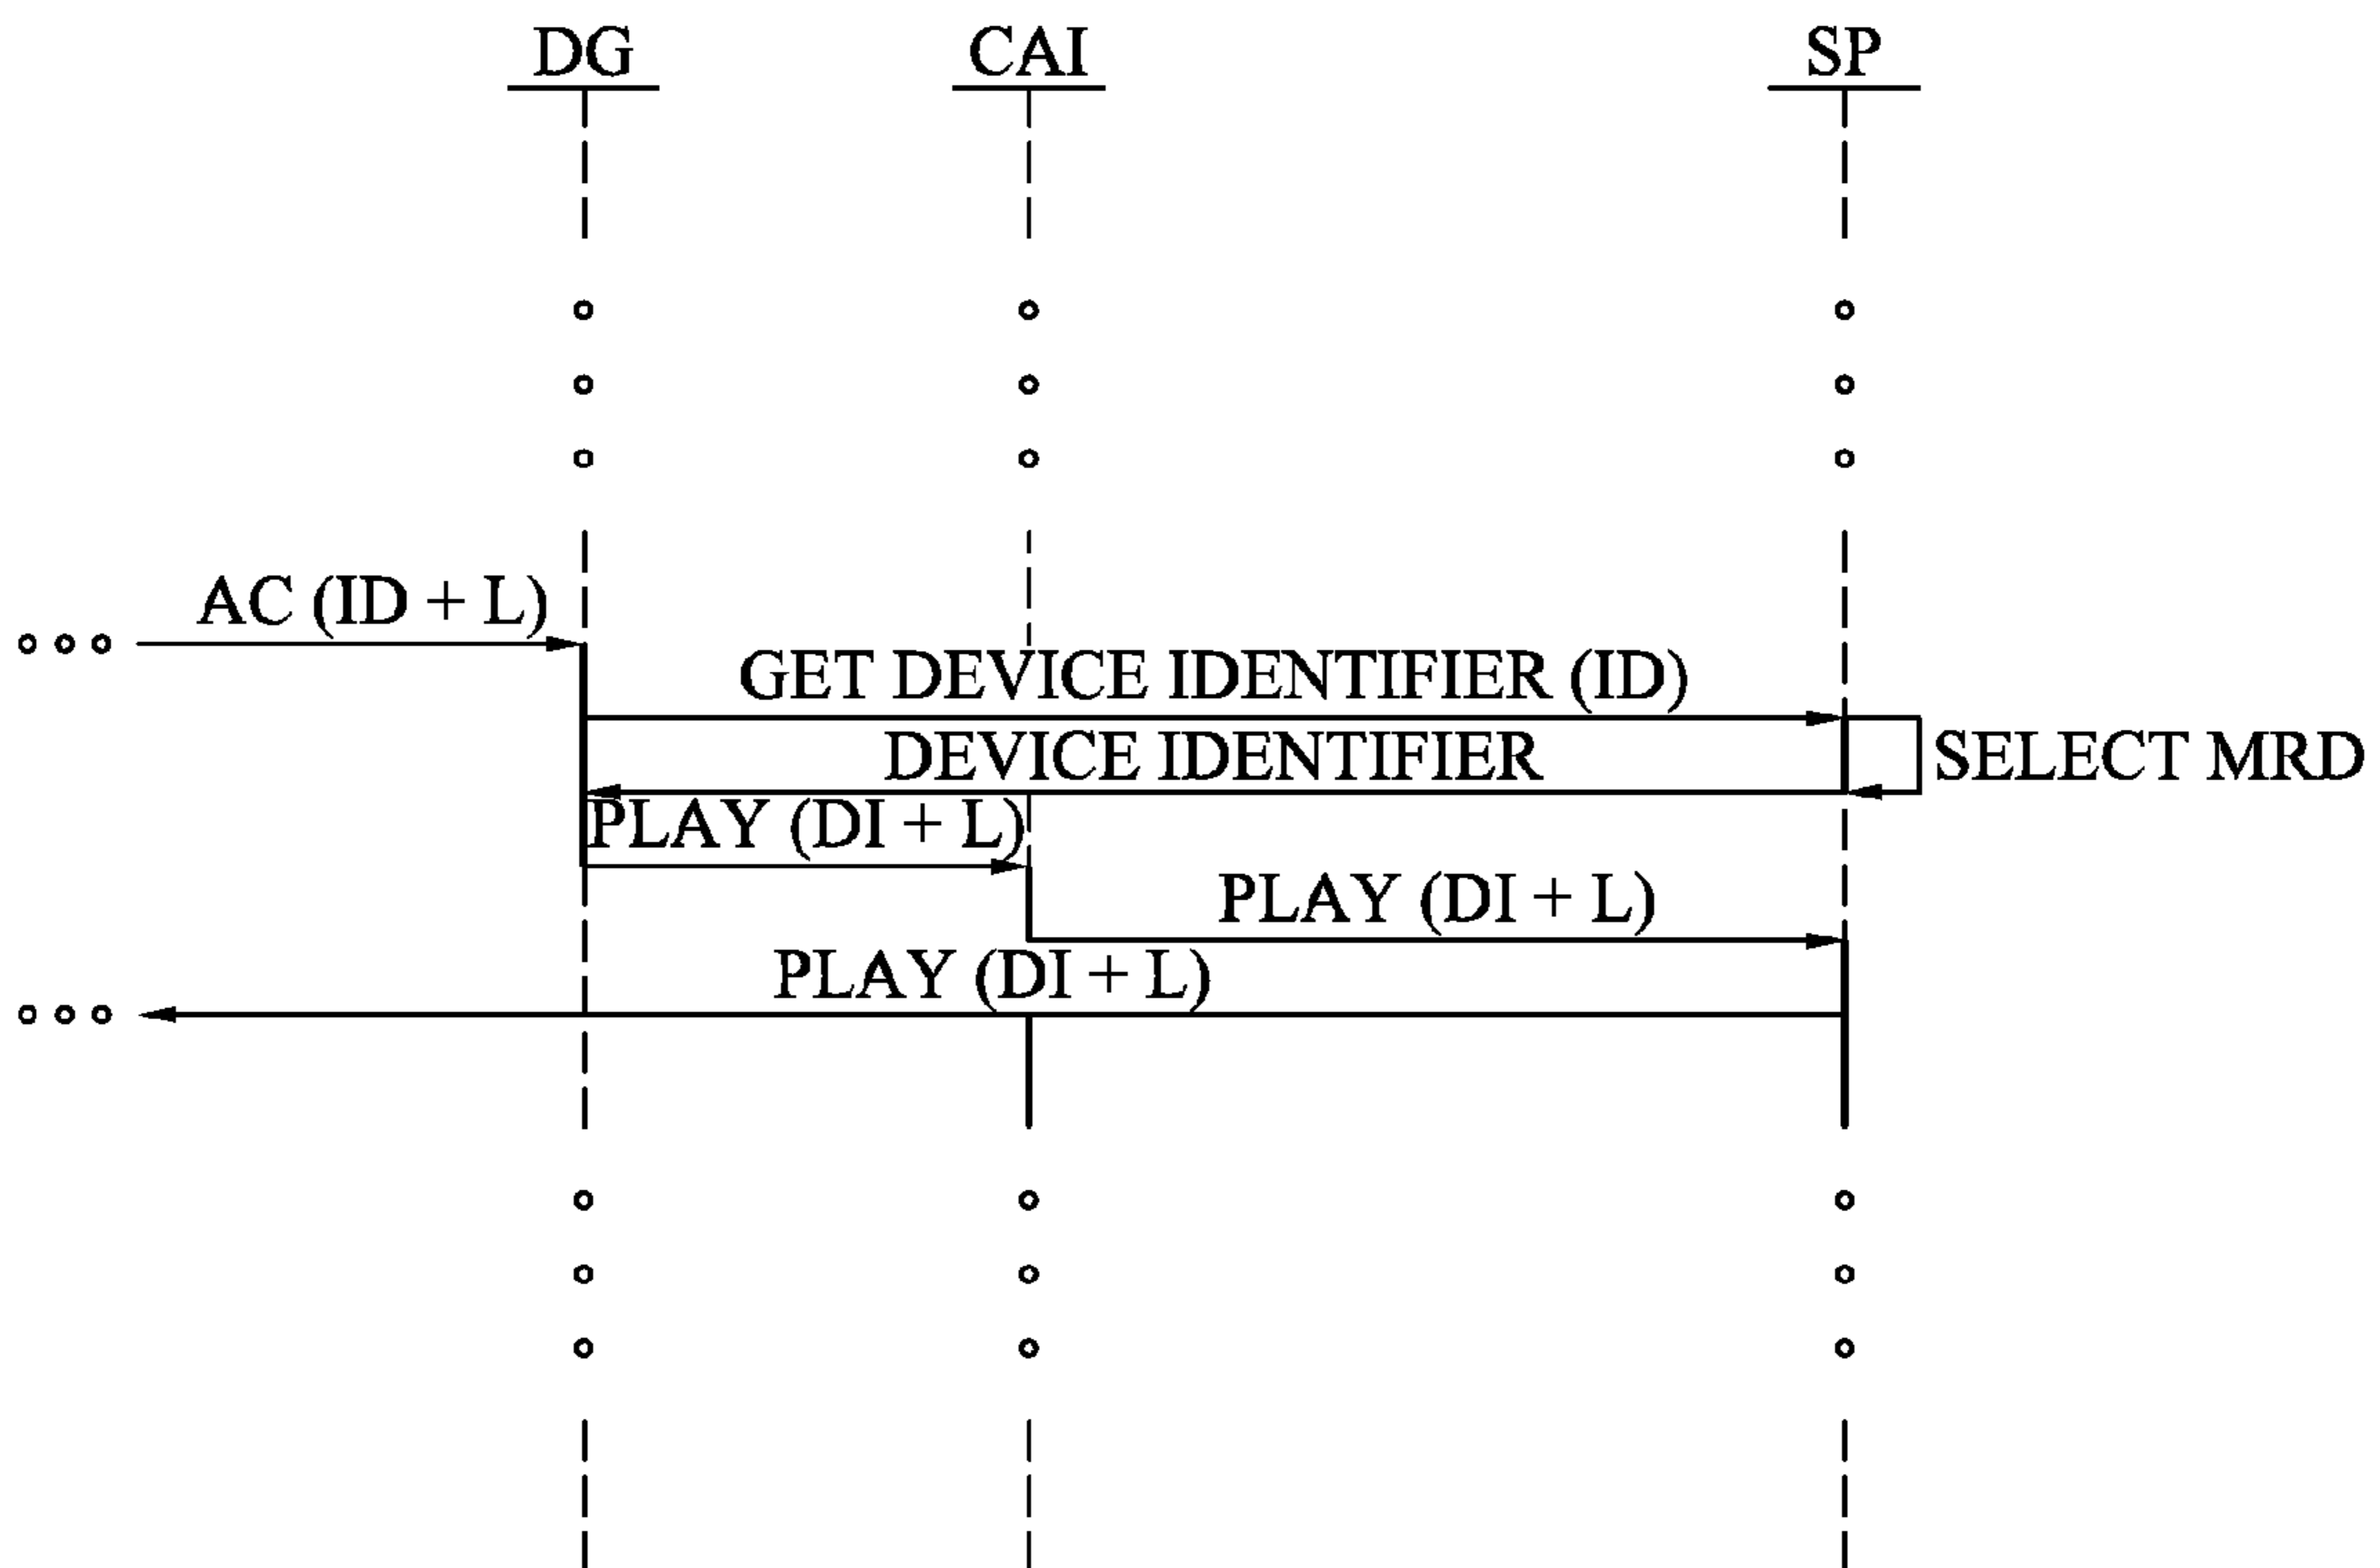 DG
CAI
SP
AC (ID + L)
GET DEVICE IDENTIFIER (ID)
DEVICE IDENTIFIER
SELECT MRD
PLAY (DI + L)
PLAY (DI + L)
PLAY (DI + L)